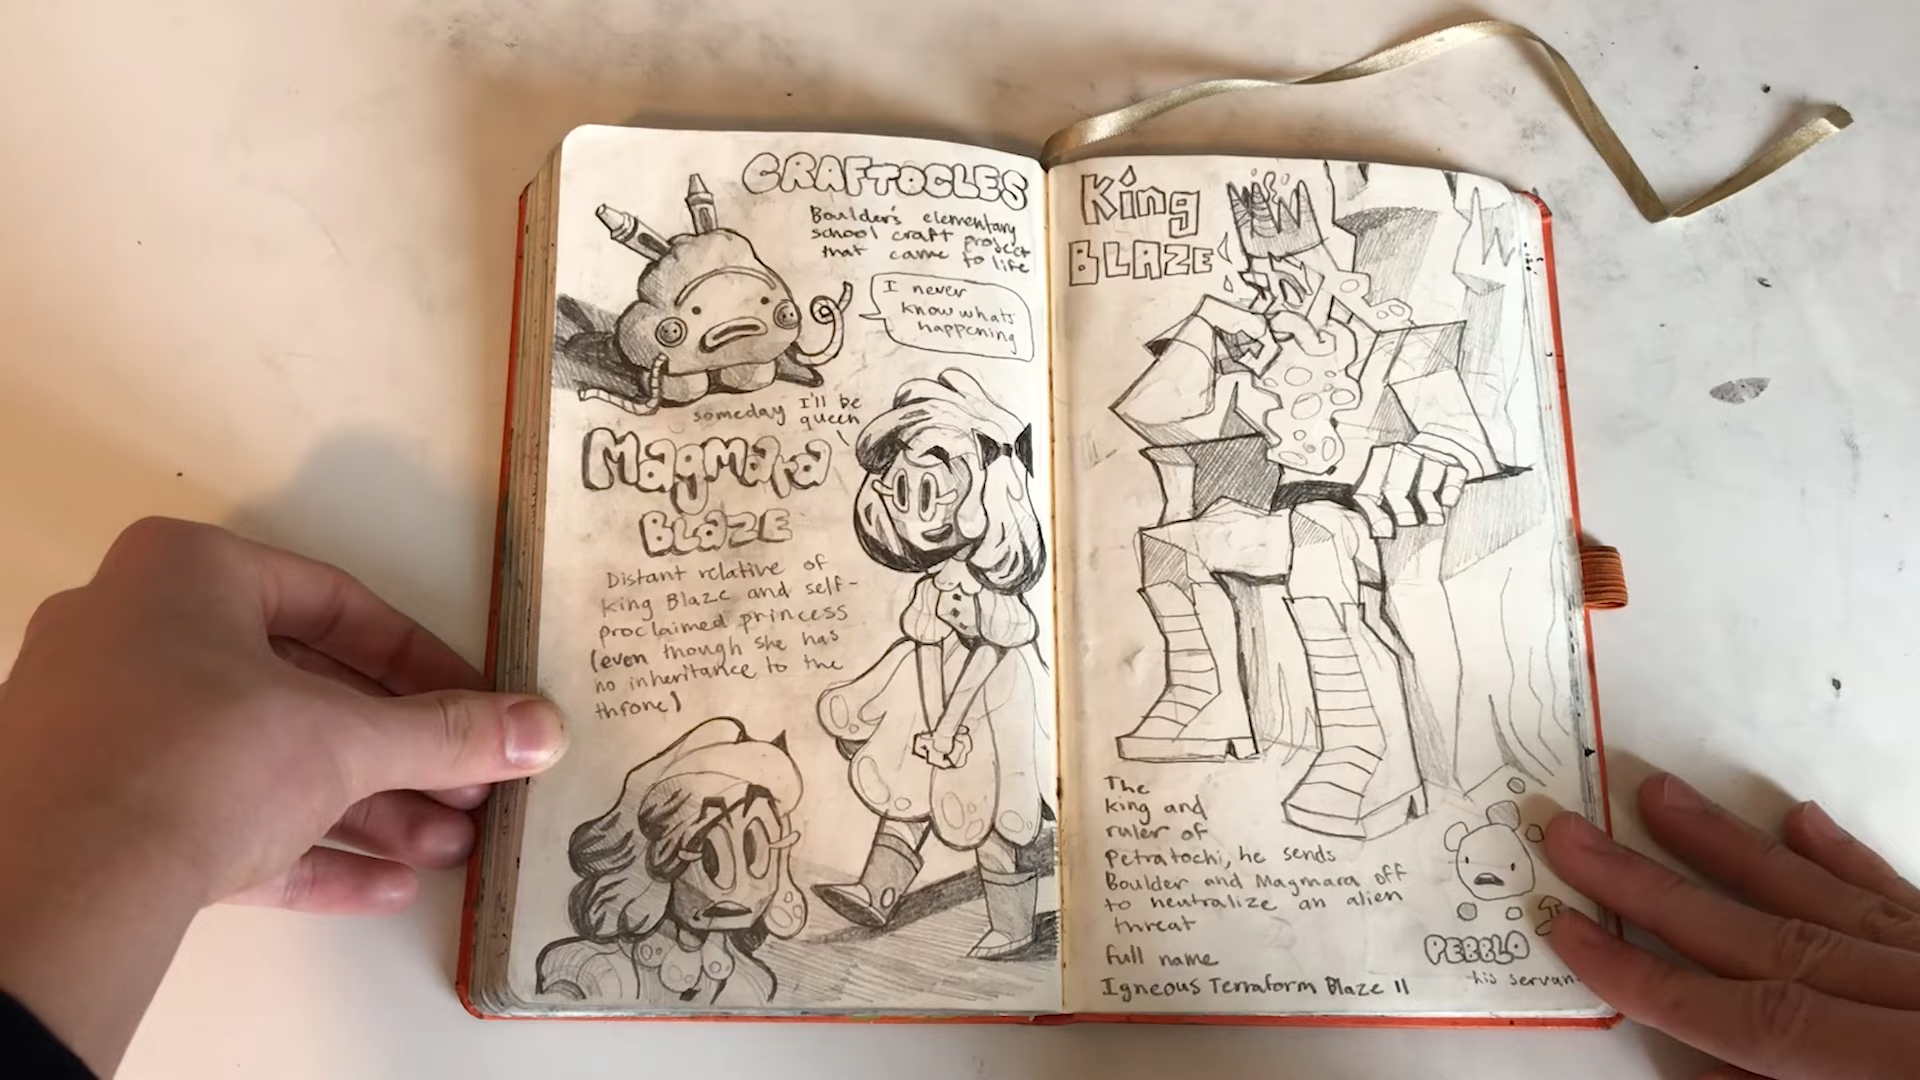 CRAFTOCLES
Boulder's elementary
school craft project
that came to life
I never
know whats
happening
someday I'll be
queen
Magmara
BLAZE
Distant relative of
king Blaze and self-
proclaimed princess
(even though she has
no inheritance to the
throne)
King
BLAZE
The
king and
ruler of
Petratochi, he sends
Boulder and Magmara off
to neutralize an alien
threat
full name
Igneous Terraform Blaze II
PEBBLO
his servan